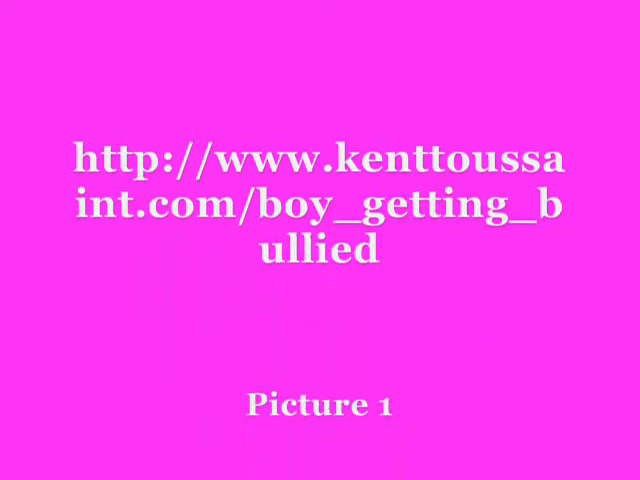 http://www.kenttoussa
int.com/boy_getting_b
ullied
Picture 1